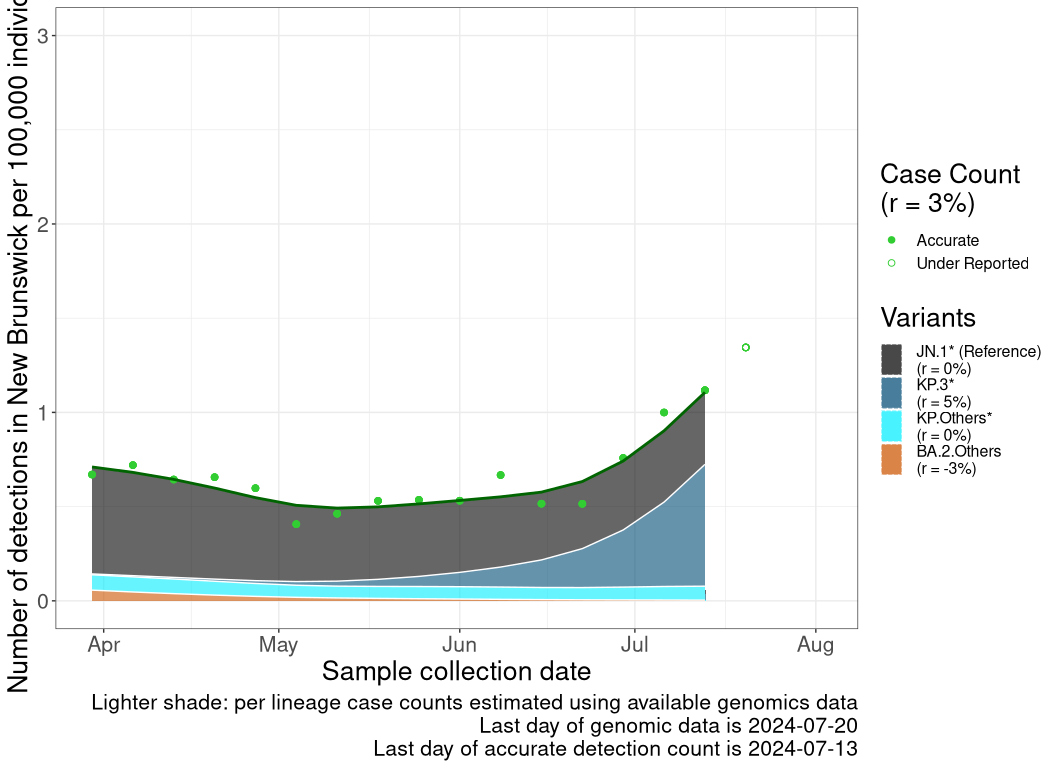 Number of detections in New Brunswick per 100,000
3
2
1
0
Apr May Jun Jul Aug
Sample collection date
Lighter shade: per lineage case counts estimated using available genomics data
Last day of genomic data is 2024-07-20
Last day of accurate detection count is 2024-07-13
Case Count
(r = 3%)
Accurate
Under Reported
Variants
JN.1* (Reference)
(r = 0%)
KP.3*
(r = 5%)
KP.Others*
(r = 0%)
BA.2.Others
(r = -3%)